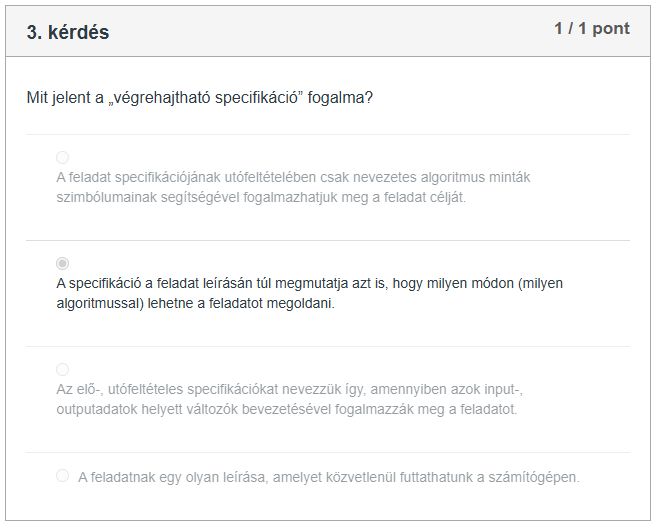 3. kérdés
1 / 1 pont
Mit jelent a „végrehajtható specifikáció” fogalma?
A feladat specifikációjának utófeltételében csak nevezetes algoritmus minták
szimbólumainak segítségével fogalmazhatjuk meg a feladat célját.
A specifikáció a feladat leírásán túl megmutatja azt is, hogy milyen módon (milyen
algoritmussal) lehetne a feladatot megoldani.
Az elő-, utófeltételes specifikációkat nevezzük így, amennyiben azok input-,
outputadatok helyett változók bevezetésével fogalmazzák meg a feladatot.
A feladatnak egy olyan leírása, amelyet közvetlenül futtathatunk a számítógépen.